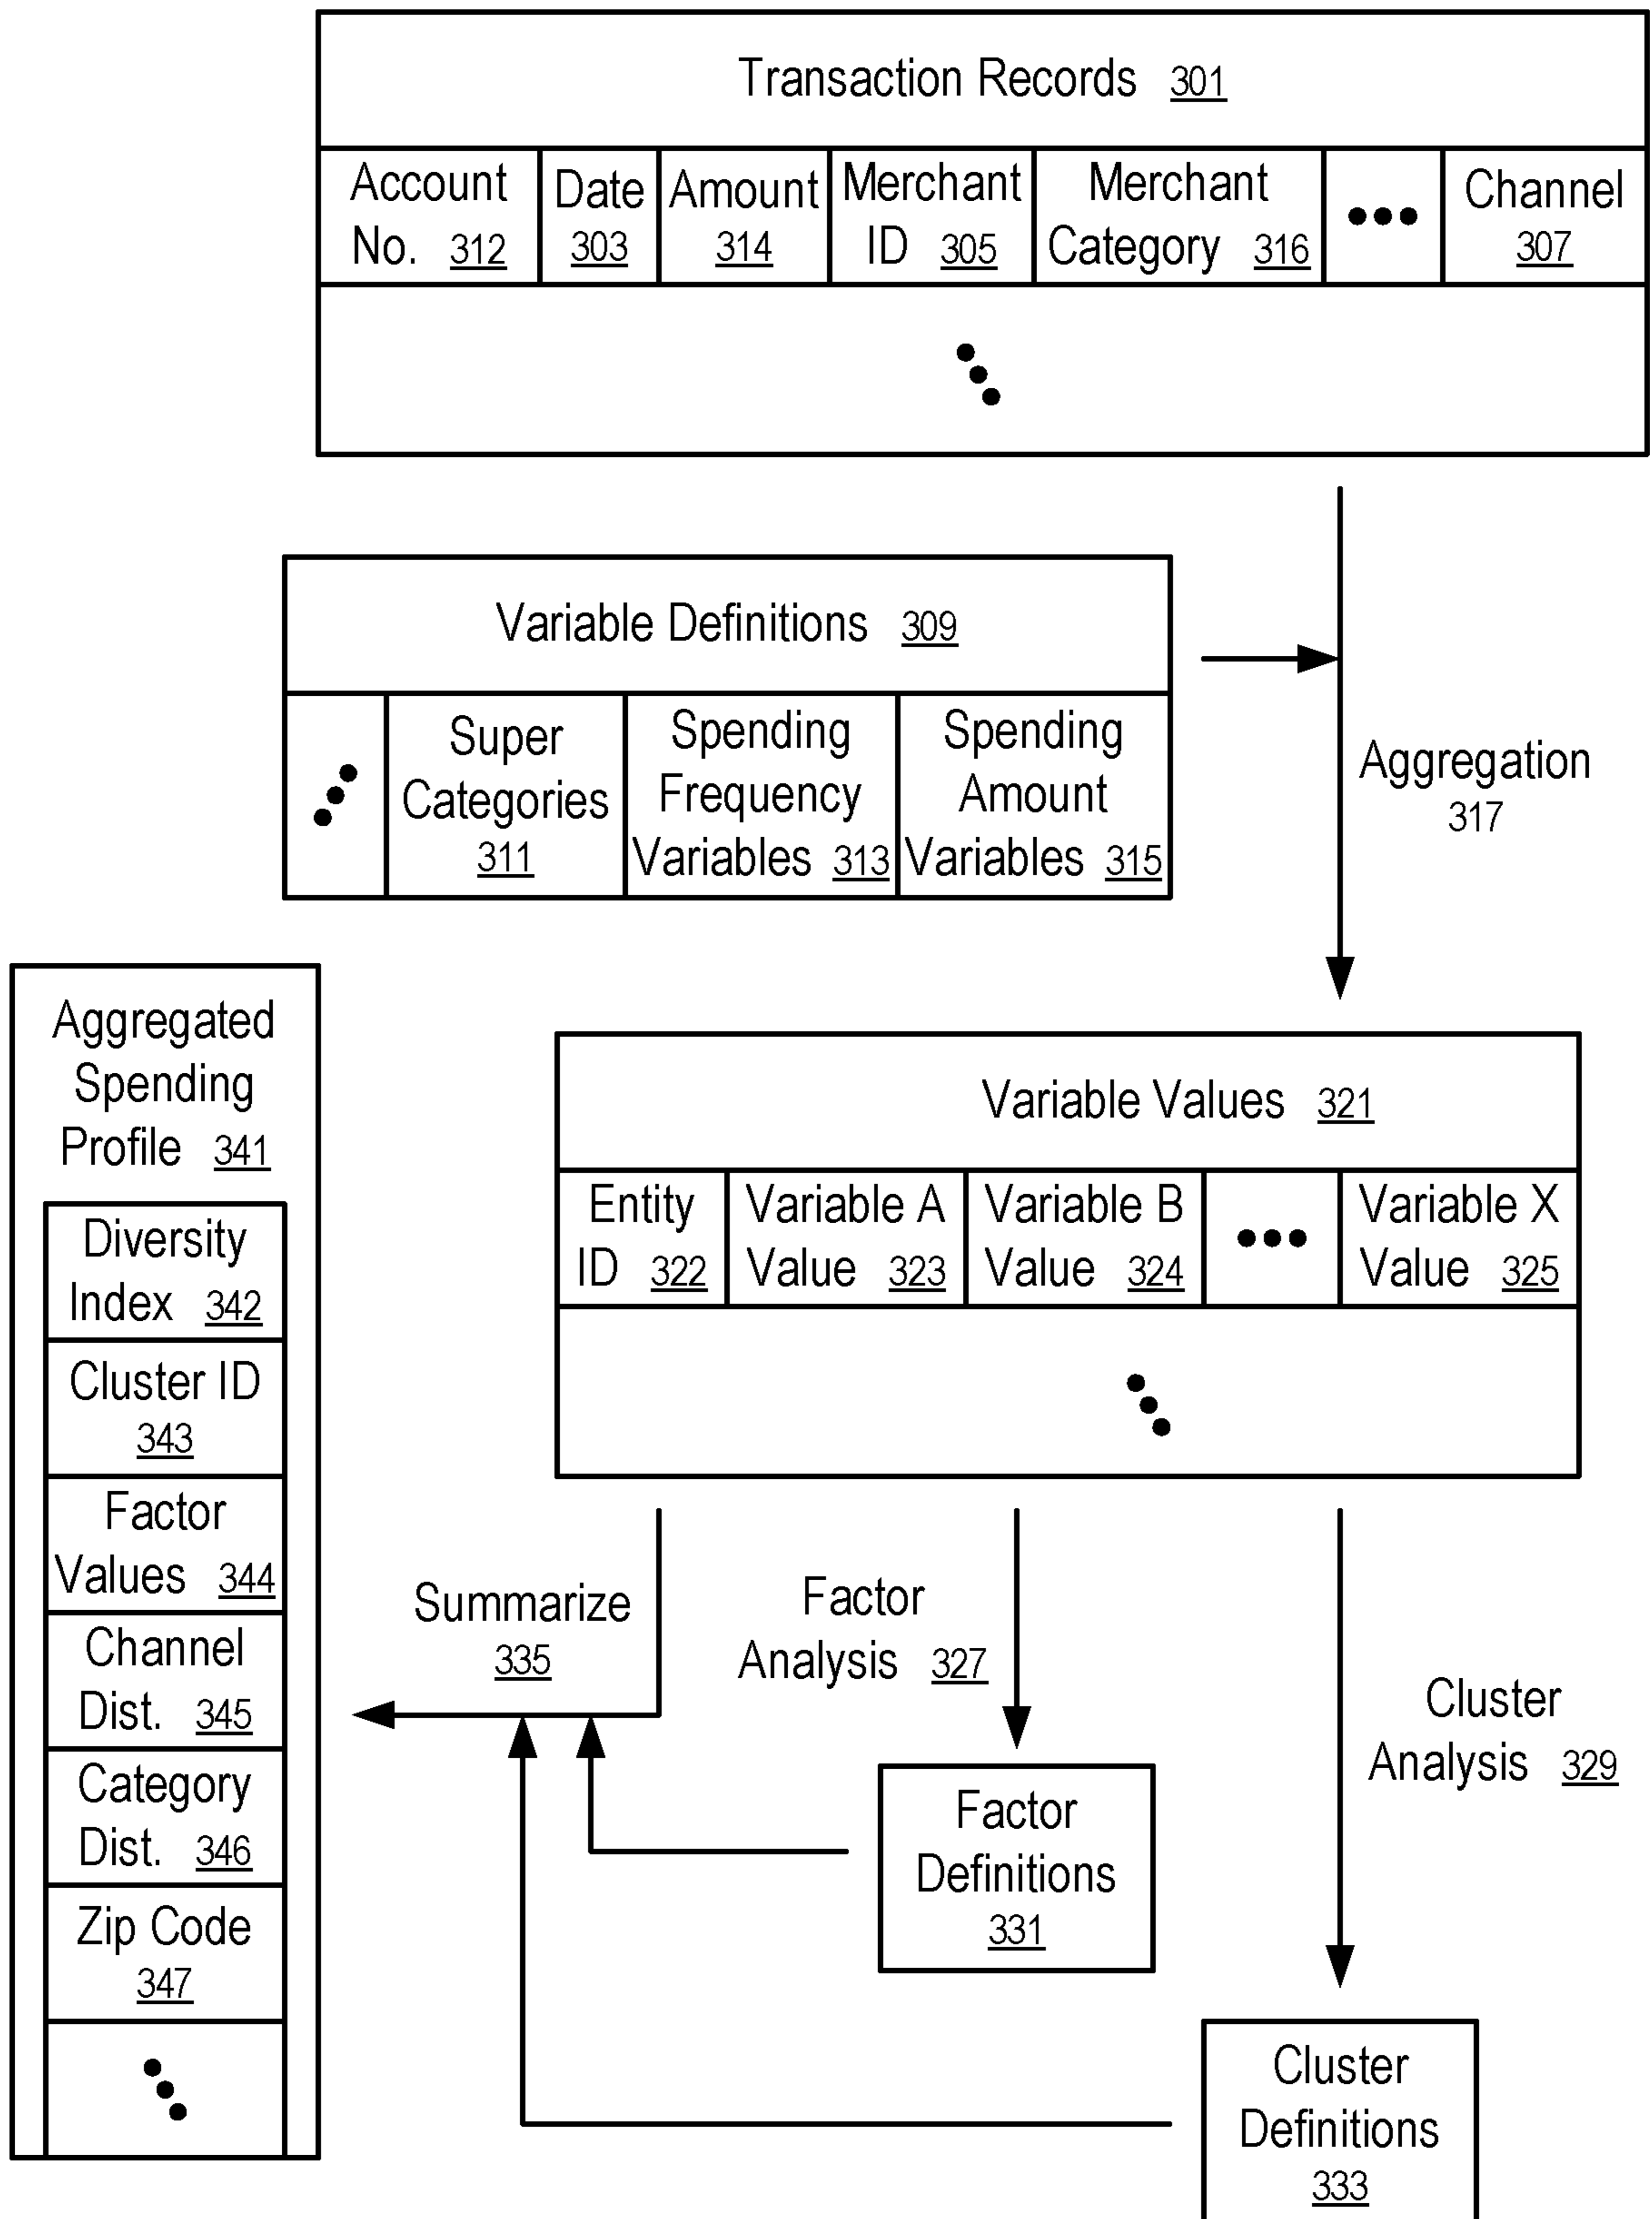 Transaction Records 301
Account No. 312
Date 303
Amount 314
Merchant ID 305
Merchant Category 316
•••
Channel 307
Variable Definitions 309
Super Categories 311
Spending Frequency Variables 313
Spending Amount Variables 315
Aggregation 317
Aggregated Spending Profile 341
Diversity Index 342
Cluster ID 343
Factor Values 344
Channel Dist. 345
Category Dist. 346
Zip Code 347
Variable Values 321
Entity ID 322
Variable A Value 323
Variable B Value 324
•••
Variable X Value 325
Summarize 335
Factor Analysis 327
Cluster Analysis 329
Factor Definitions 331
Cluster Definitions 333